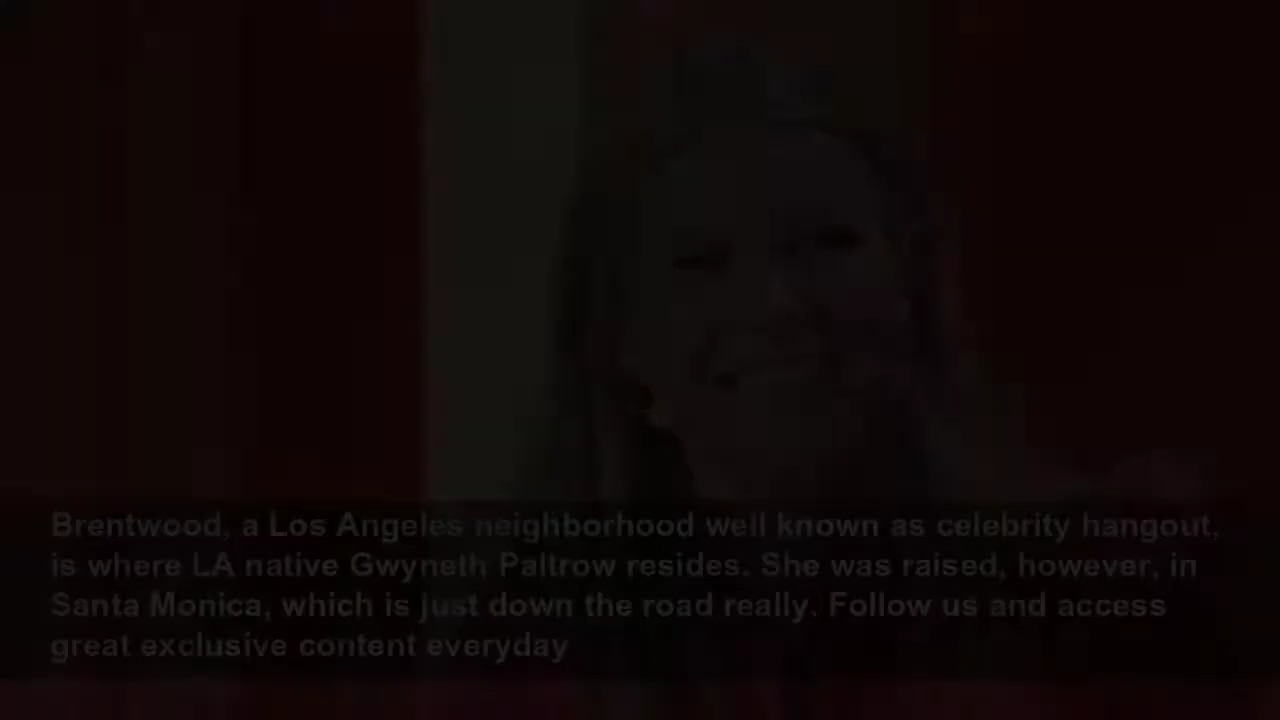 Brentwood, a Los Angeles neighborhood well known as celebrity hangout,
is where LA native Gwyneth Paltrow resides. She was raised, however, in
Santa Monica, which is just down the road really. Follow us and access
great exclusive content everyday